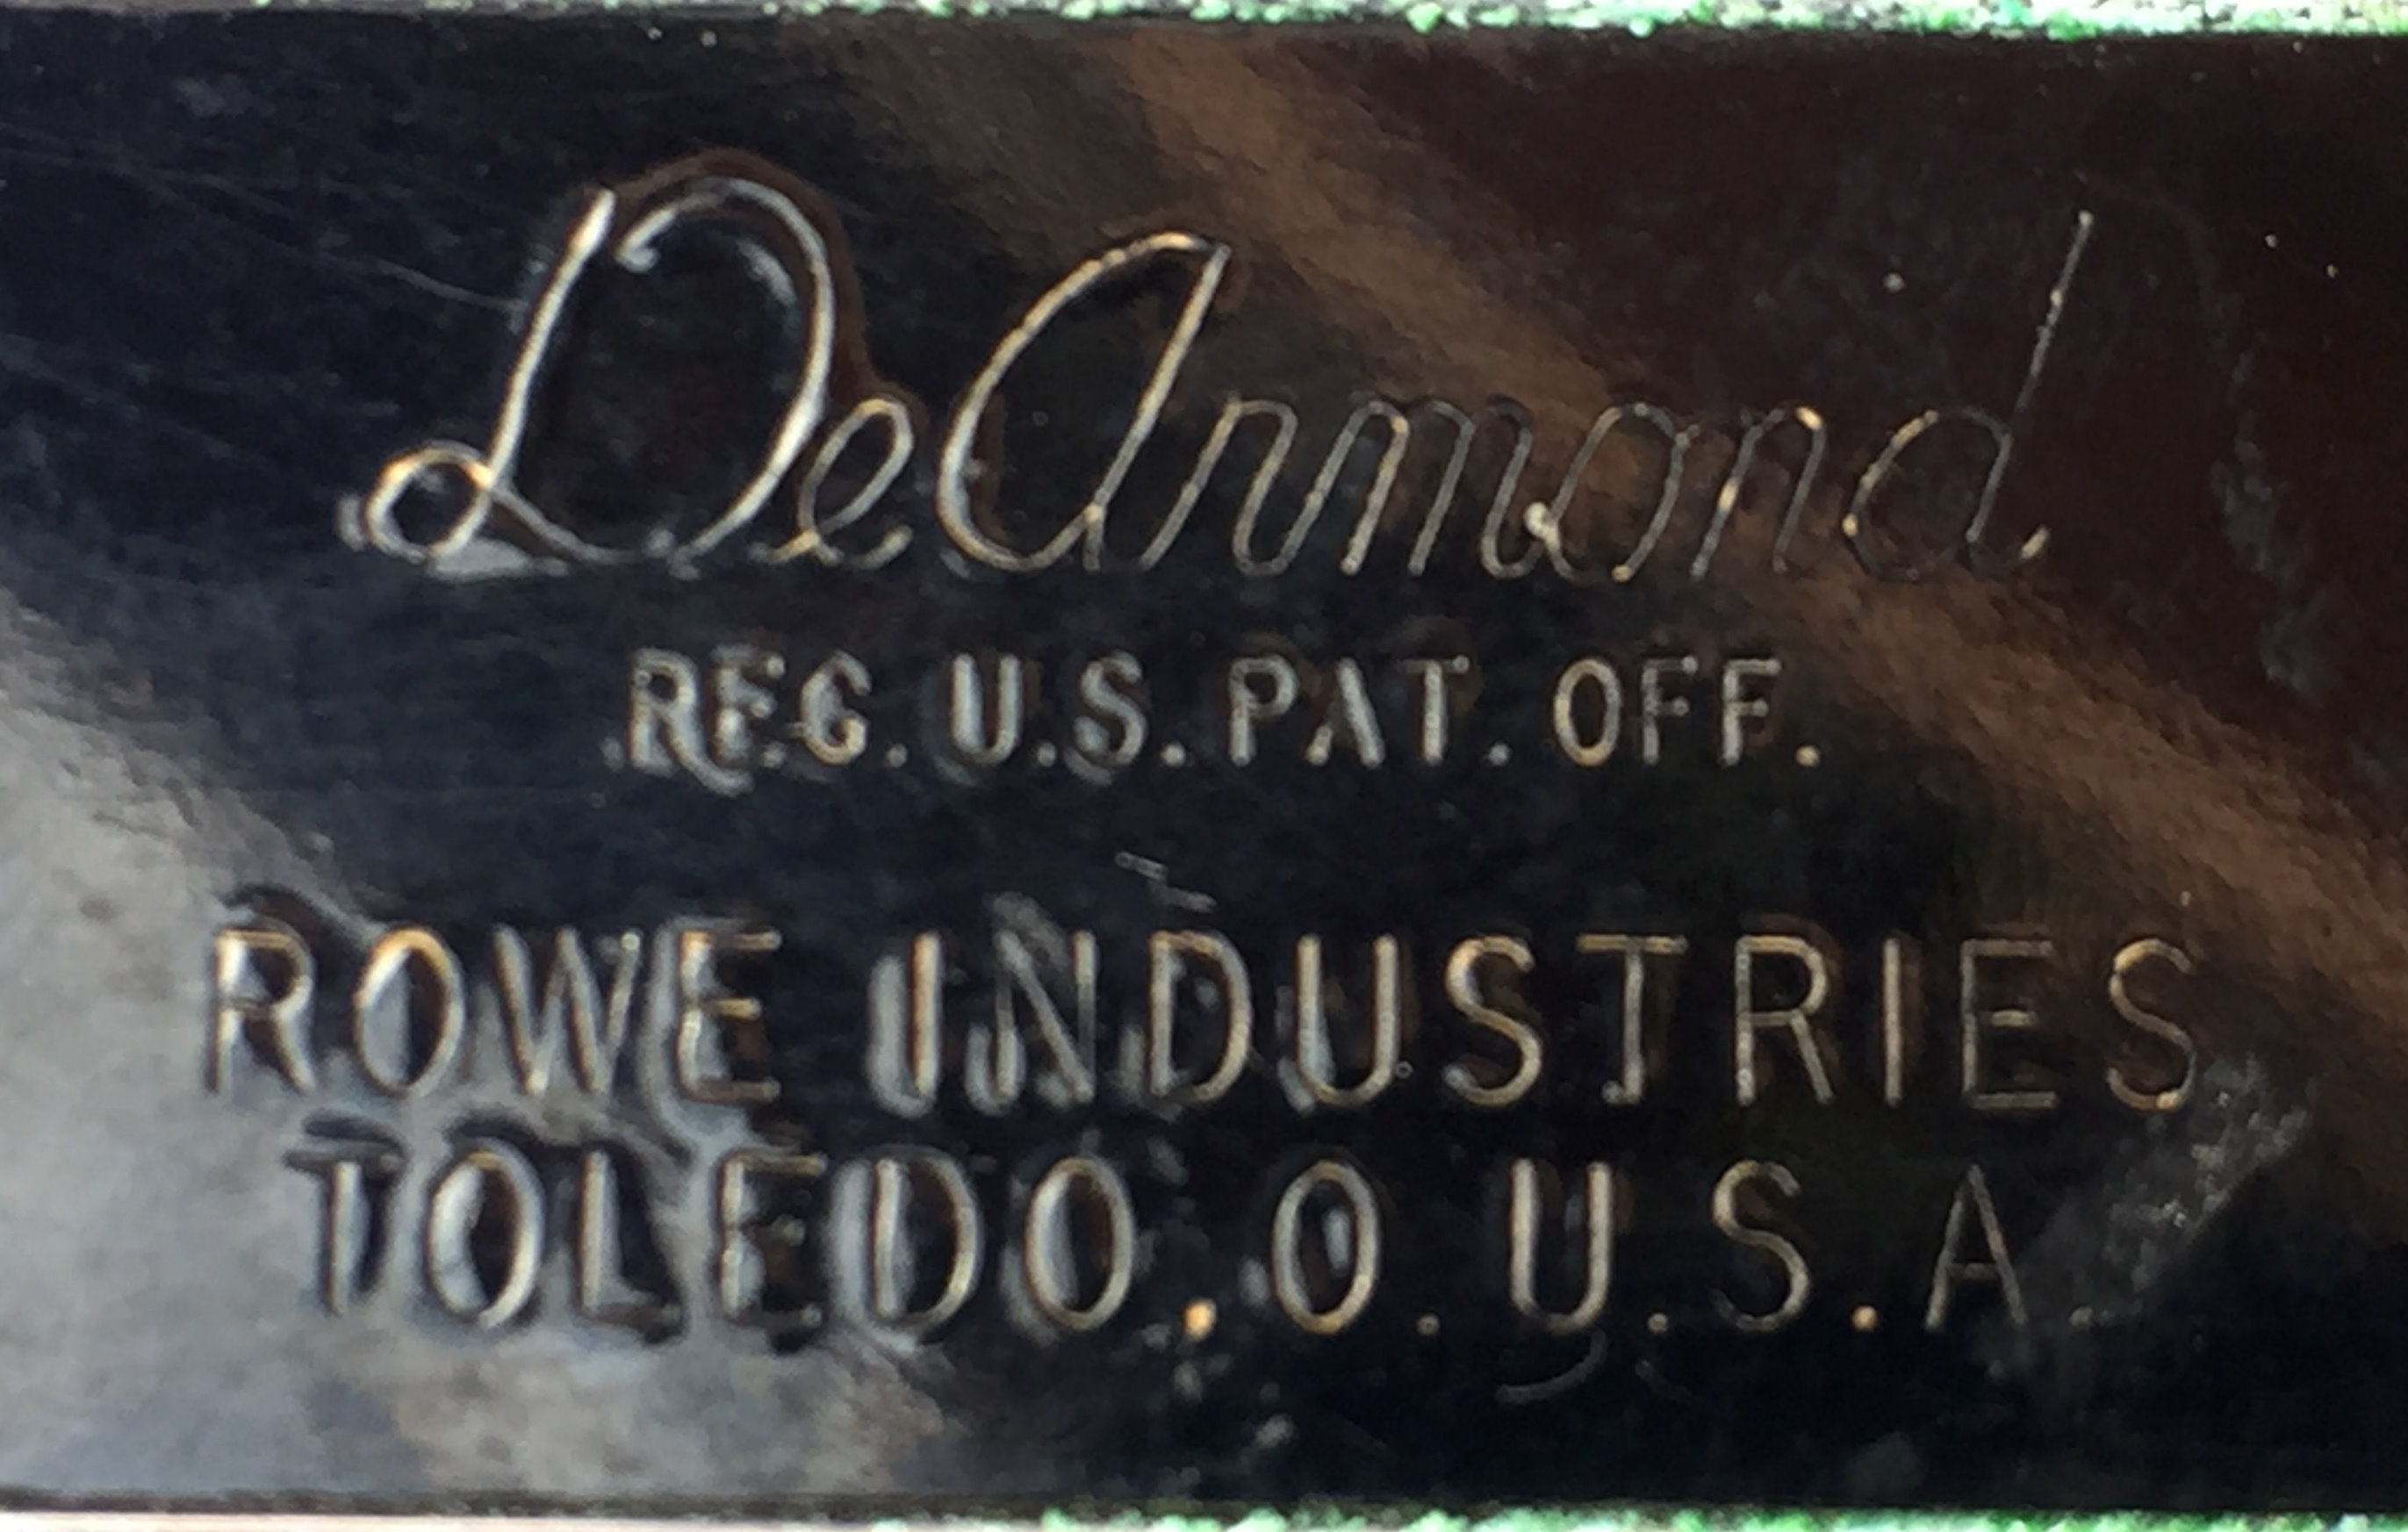 DeArmond
REG. U.S. PAT. OFF.
ROWE INDUSTRIES
TOLEDO. O. U.S.A